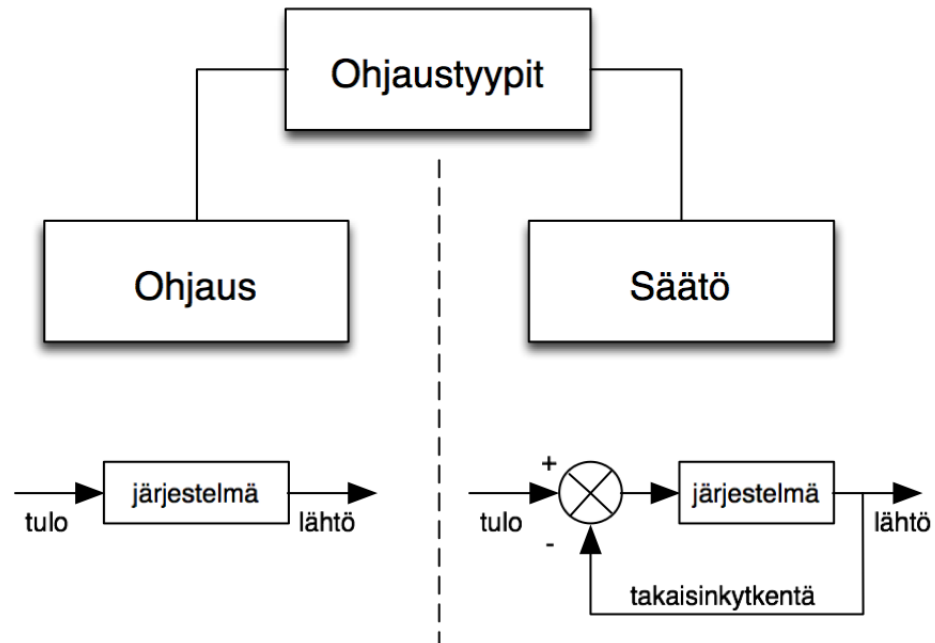 Ohjaustyypit
Ohjaus
Säätö
järjestelmä
tulo
lähtö
+
järjestelmä
tulo
lähtö
-
takaisinkytkentä